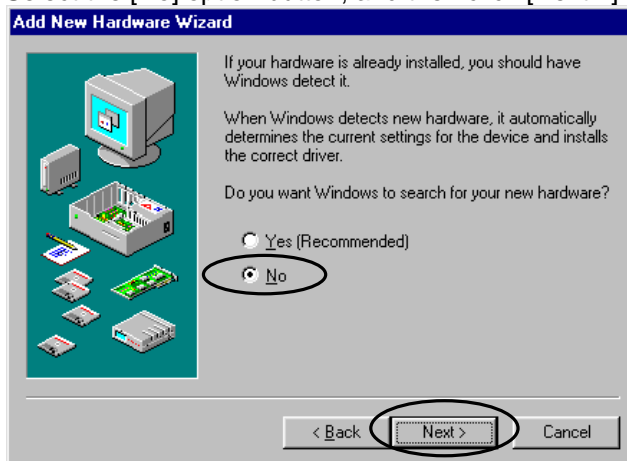 Add New Hardware Wizard
If your hardware is already installed, you should have
Windows detect it.
When Windows detects new hardware, it automatically
determines the current settings for the device and installs
the correct driver.
Do you want Windows to search for your new hardware?
Yes (Recommended)
No
< Back
Next >
Cancel